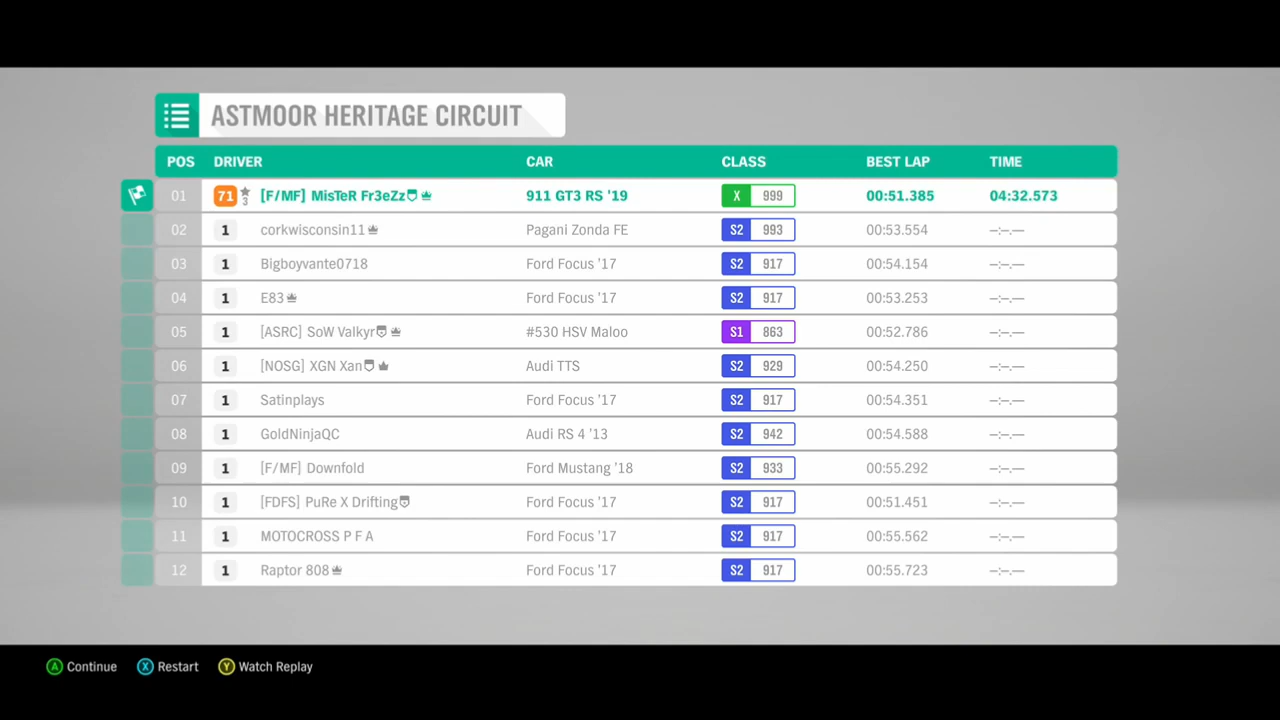 ASTMOOR HERITAGE CIRCUIT
POS DRIVER CAR CLASS BEST LAP TIME
01 71 3 [F/MF] MisTeR Fr3eZz 911 GT3 RS '19 X 999 00:51.385 04:32.573
02 1 corkwisconsin11 Pagani Zonda FE S2 993 00:53.554 --:--.---
03 1 Bigboyvante0718 Ford Focus '17 S2 917 00:54.154 --:--.---
04 1 E83 Ford Focus '17 S2 917 00:53.253 --:--.---
05 1 [ASRC] SoW Valkyr #530 HSV Maloo S1 863 00:52.786 --:--.---
06 1 [NOSG] XGN Xan Audi TTS S2 929 00:54.250 --:--.---
07 1 Satinplays Ford Focus '17 S2 917 00:54.351 --:--.---
08 1 GoldNinjaQC Audi RS 4 '13 S2 942 00:54.588 --:--.---
09 1 [F/MF] Downfold Ford Mustang '18 S2 933 00:55.292 --:--.---
10 1 [FDFS] PuRe X Drifting Ford Focus '17 S2 917 00:51.451 --:--.---
11 1 MOTOCROSS P F A Ford Focus '17 S2 917 00:55.562 --:--.---
12 1 Raptor 808 Ford Focus '17 S2 917 00:55.723 --:--.---
A Continue X Restart Y Watch Replay